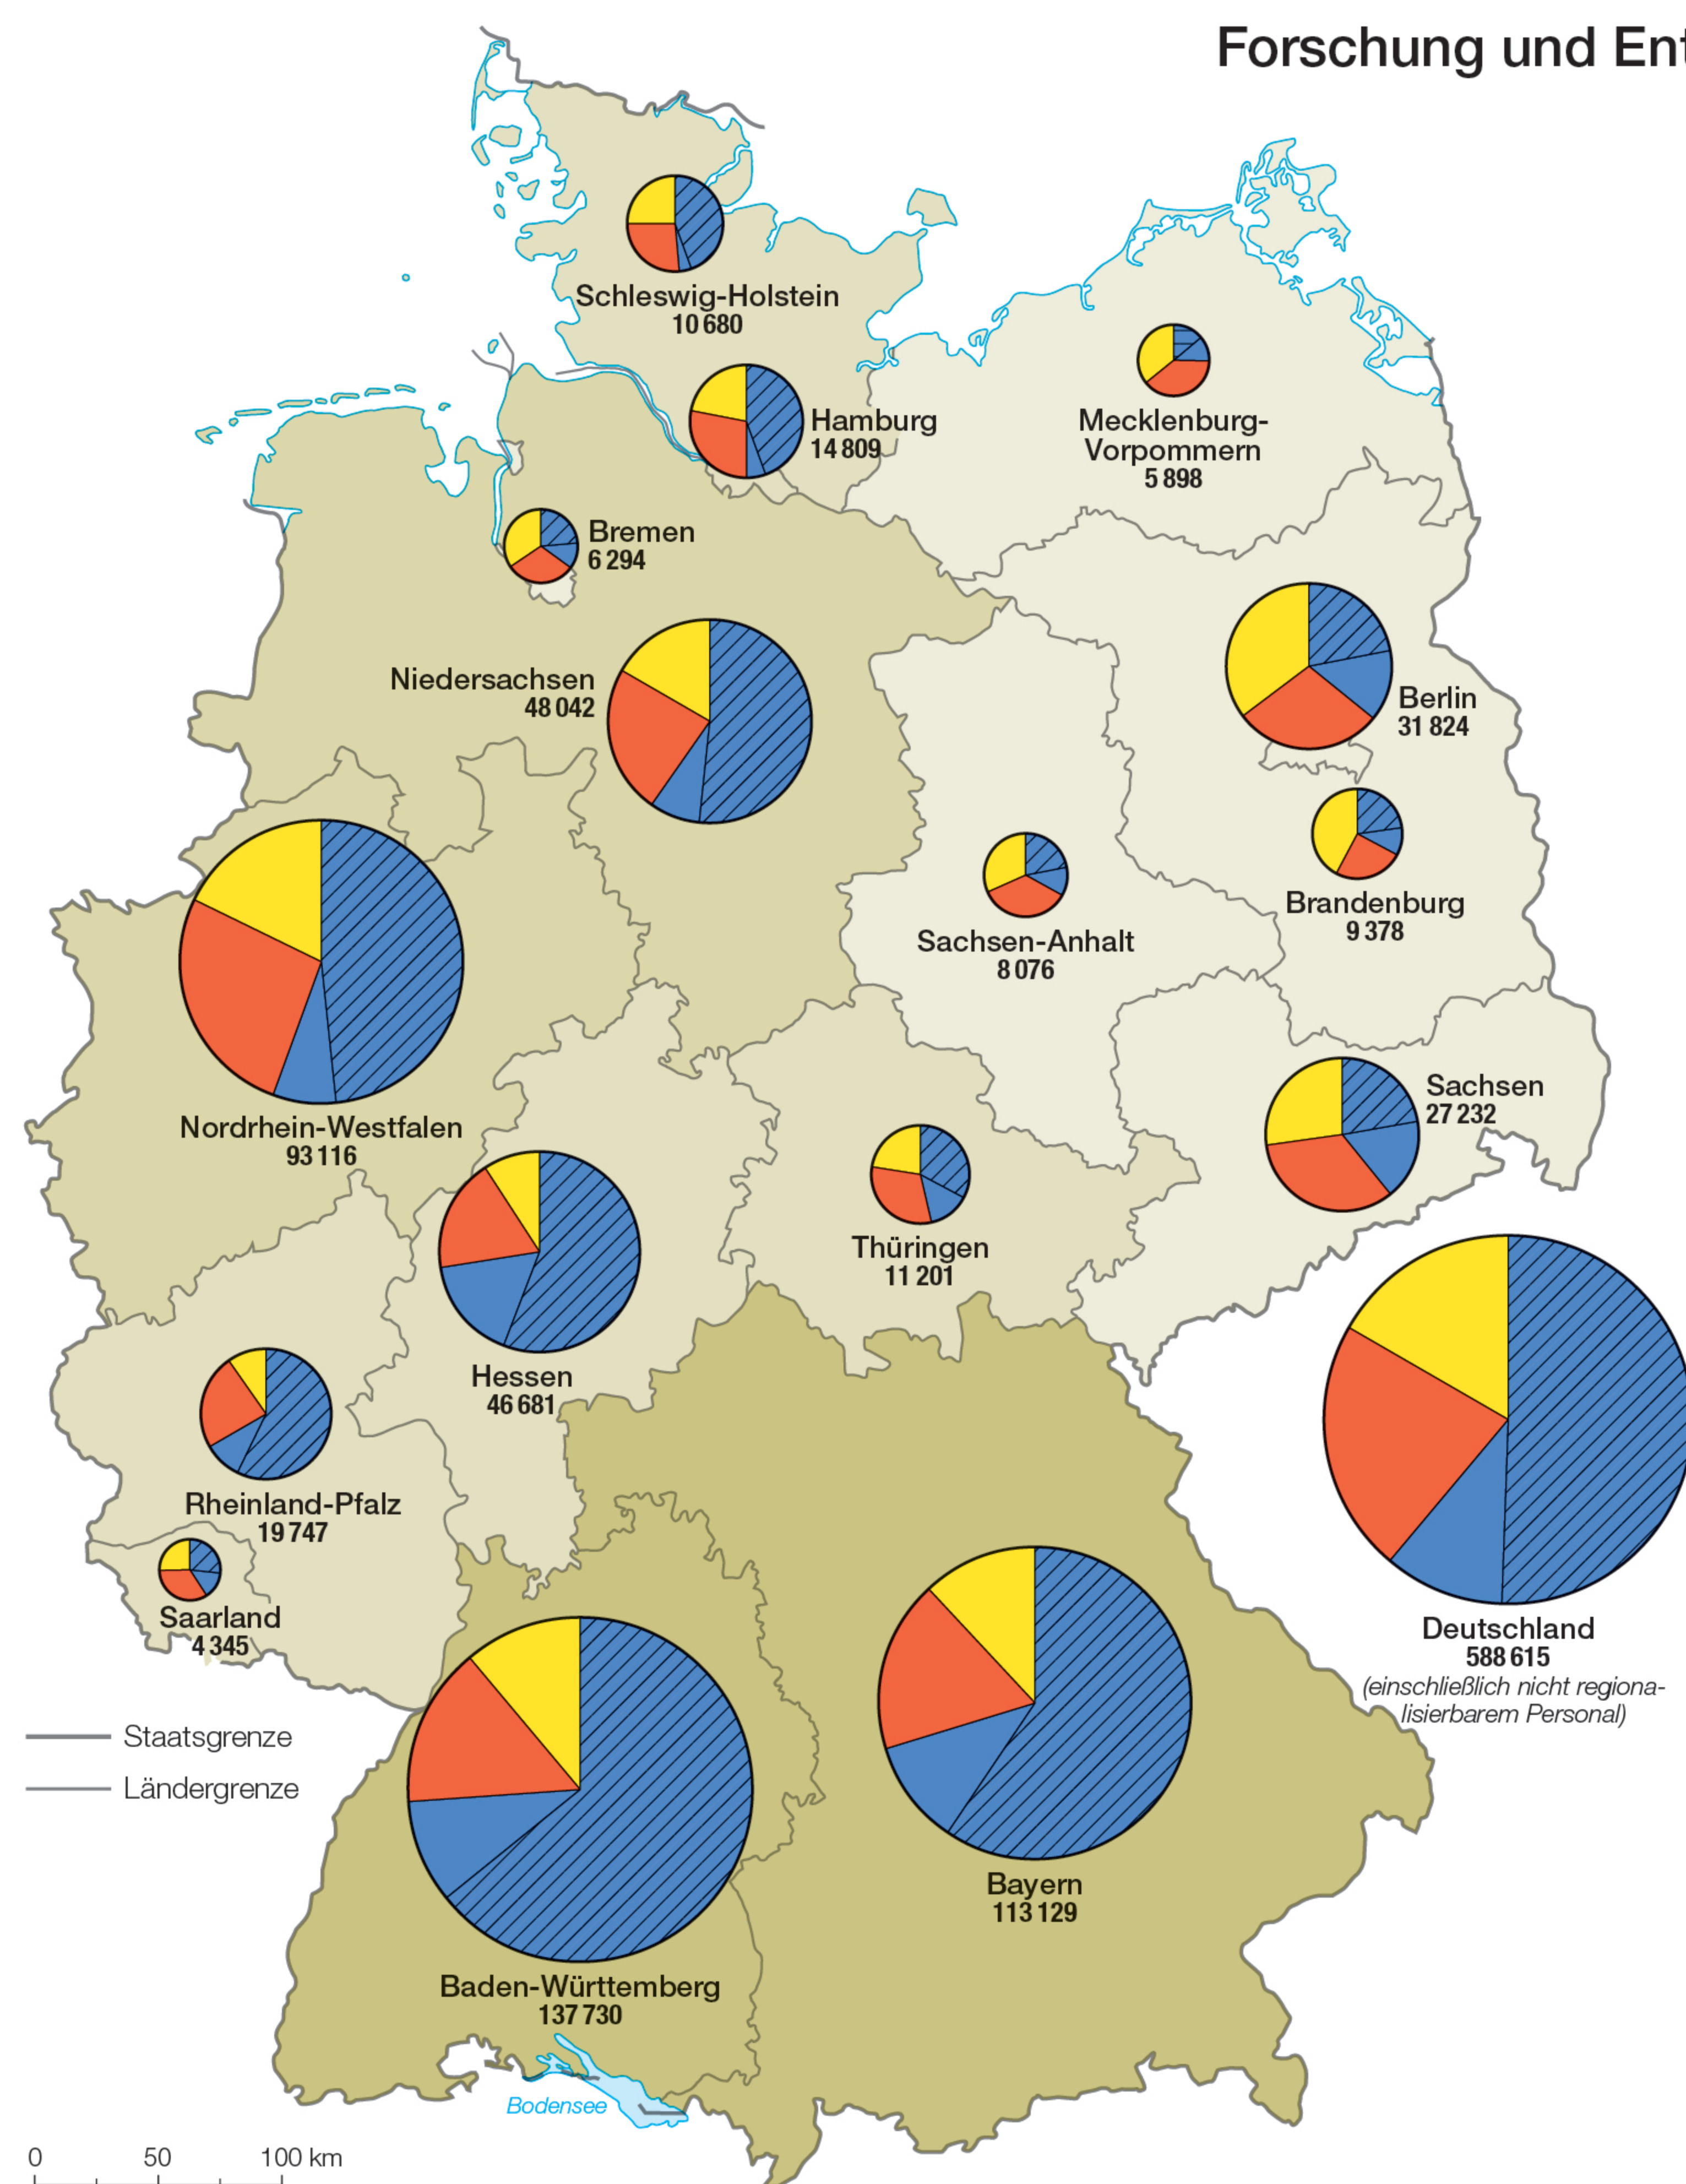 Forschung und Ent
Schleswig-Holstein
10 680
Hamburg
14 809
Mecklenburg-
Vorpommern
5 898
Bremen
6 294
Niedersachsen
48 042
Berlin
31 824
Brandenburg
9 378
Sachsen-Anhalt
8 076
Nordrhein-Westfalen
93 116
Sachsen
27 232
Thüringen
11 201
Hessen
46 681
Rheinland-Pfalz
19 747
Saarland
4 345
Deutschland
588 615
(einschließlich nicht regiona-
lisierbarem Personal)
Staatsgrenze
Ländergrenze
Bayern
113 129
Baden-Württemberg
137 730
Bodensee
0 50 100 km